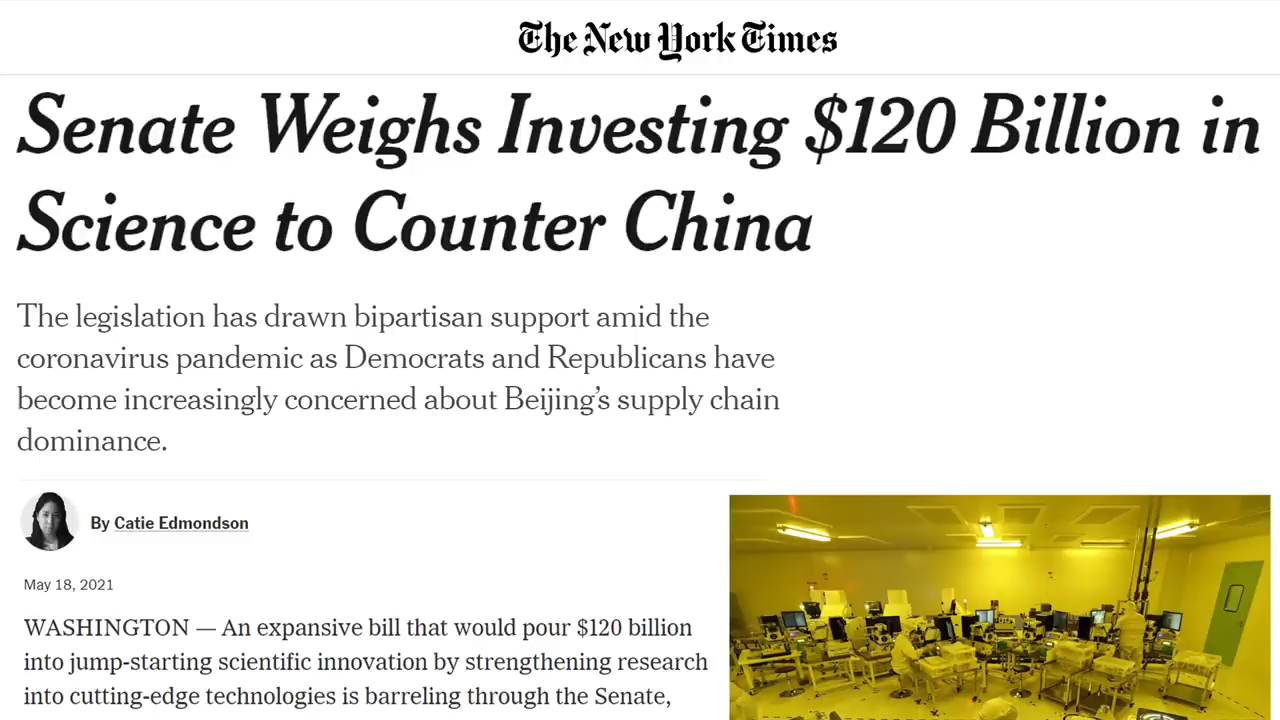 The New York Times
Senate Weighs Investing $120 Billion in
Science to Counter China
The legislation has drawn bipartisan support amid the
coronavirus pandemic as Democrats and Republicans have
become increasingly concerned about Beijing’s supply chain
dominance.
By Catie Edmondson
May 18, 2021
WASHINGTON — An expansive bill that would pour $120 billion
into jump-starting scientific innovation by strengthening research
into cutting-edge technologies is barreling through the Senate,